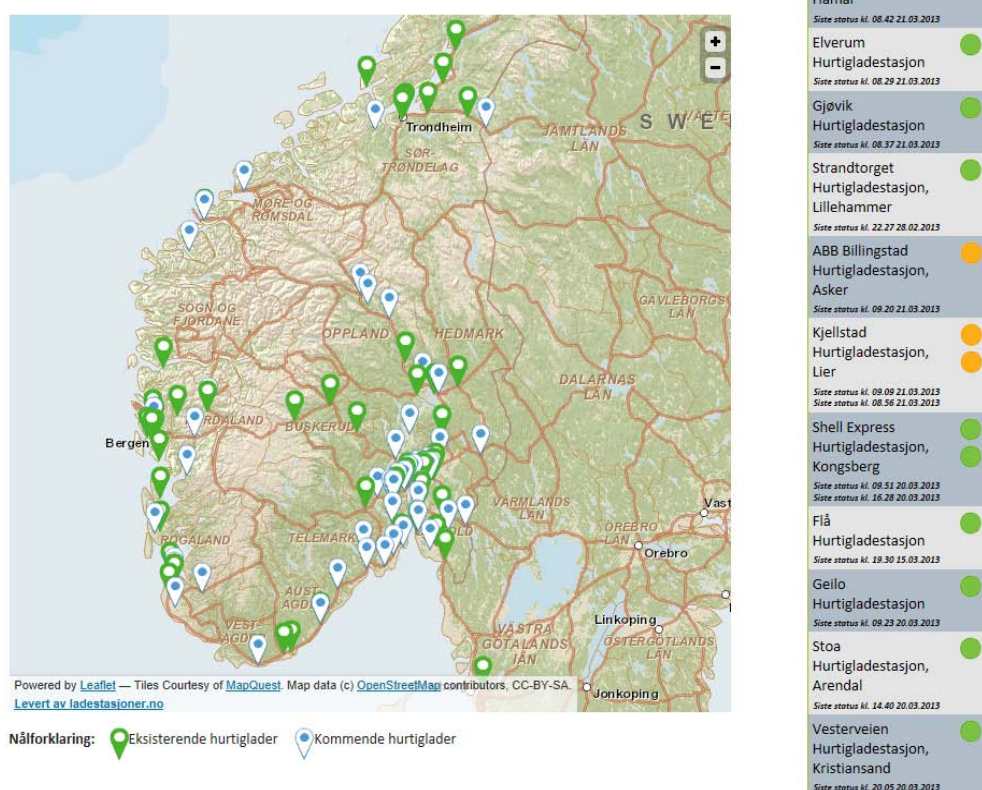 Trondheim
SWE
JÄMTLANDS
LÄN
SØR-
TRØNDELAG
MØRE OG
ROMSDAL
SOGN OG
FJORDANE
OPPLAND
HEDMARK
GÄVLEBORGS
LÄN
DALARNAS
LÄN
BUSKERUD
Bergen
VÄRMLANDS
LÄN
ROGALAND
TELEMARK
ÖREBRO
LÄN
Orebro
Vast
AUST-
AGD
VEST-
AGD
VÄSTRA
GÖTALANDS
LÄN
Linkoping
ÖSTERGÖTLANDS
LÄN
Jonkoping
Powered by Leaflet — Tiles Courtesy of MapQuest. Map data (c) OpenStreetMap contributors, CC-BY-SA.
Levert av ladestasjoner.no
Nålforklaring: Eksisterende hurtiglader Kommende hurtiglader
Hamar
Siste status kl. 08.42 21.03.2013
Elverum
Hurtigladestasjon
Siste status kl. 08.29 21.03.2013
Gjøvik
Hurtigladestasjon
Siste status kl. 08.37 21.03.2013
Strandtorget
Hurtigladestasjon,
Lillehammer
Siste status kl. 22.27 28.02.2013
ABB Billingstad
Hurtigladestasjon,
Asker
Siste status kl. 09.20 21.03.2013
Kjellstad
Hurtigladestasjon,
Lier
Siste status kl. 09.09 21.03.2013
Siste status kl. 08.56 21.03.2013
Shell Express
Hurtigladestasjon,
Kongsberg
Siste status kl. 09.51 20.03.2013
Siste status kl. 16.28 20.03.2013
Flå
Hurtigladestasjon
Siste status kl. 19.30 15.03.2013
Geilo
Hurtigladestasjon
Siste status kl. 09.23 20.03.2013
Stoa
Hurtigladestasjon,
Arendal
Siste status kl. 14.40 20.03.2013
Vesterveien
Hurtigladestasjon,
Kristiansand
Siste status kl. 20.05 20.03.2013